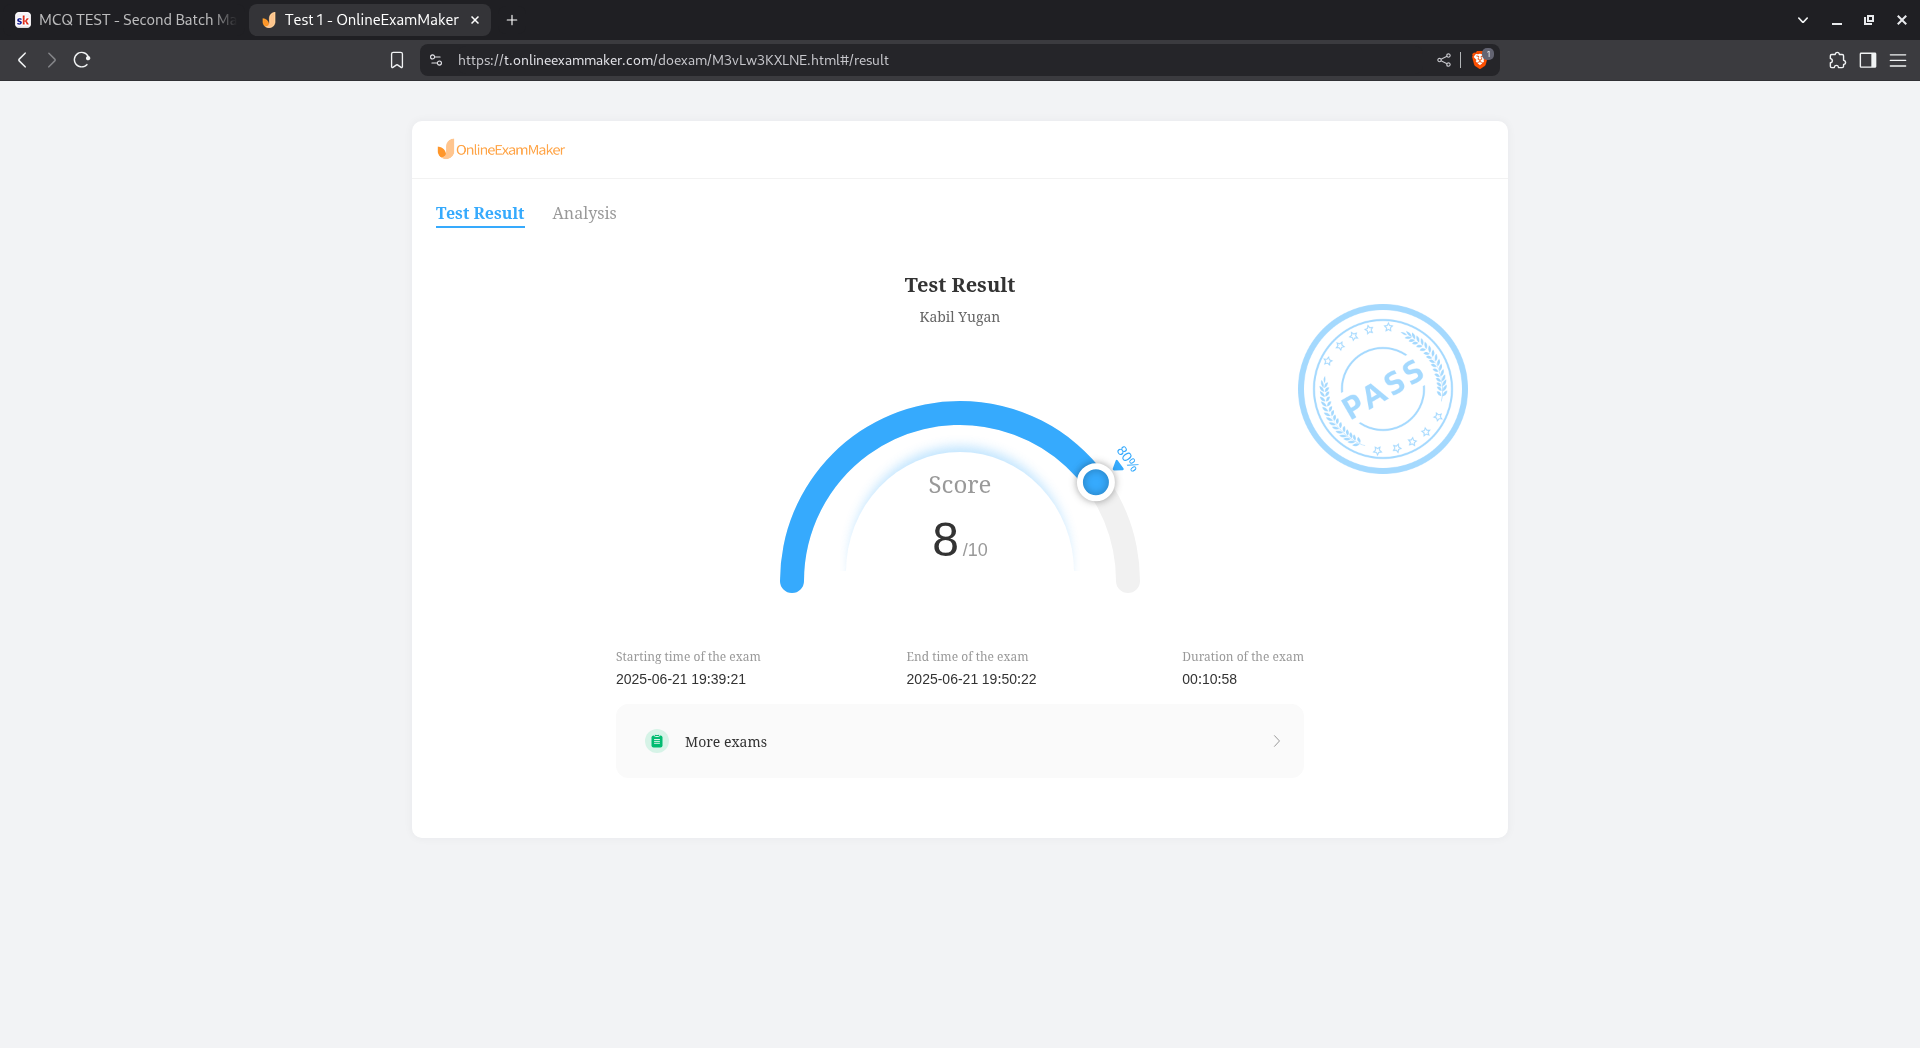 MCQ TEST - Second Batch Ma
Test 1 - OnlineExamMaker
https://t.onlineexammaker.com/doexam/M3vLw3KXLNE.html#/result
1
OnlineExamMaker
Test Result
Analysis
Test Result
Kabil Yugan
PASS
80%
Score
8 /10
Starting time of the exam
2025-06-21 19:39:21
End time of the exam
2025-06-21 19:50:22
Duration of the exam
00:10:58
More exams